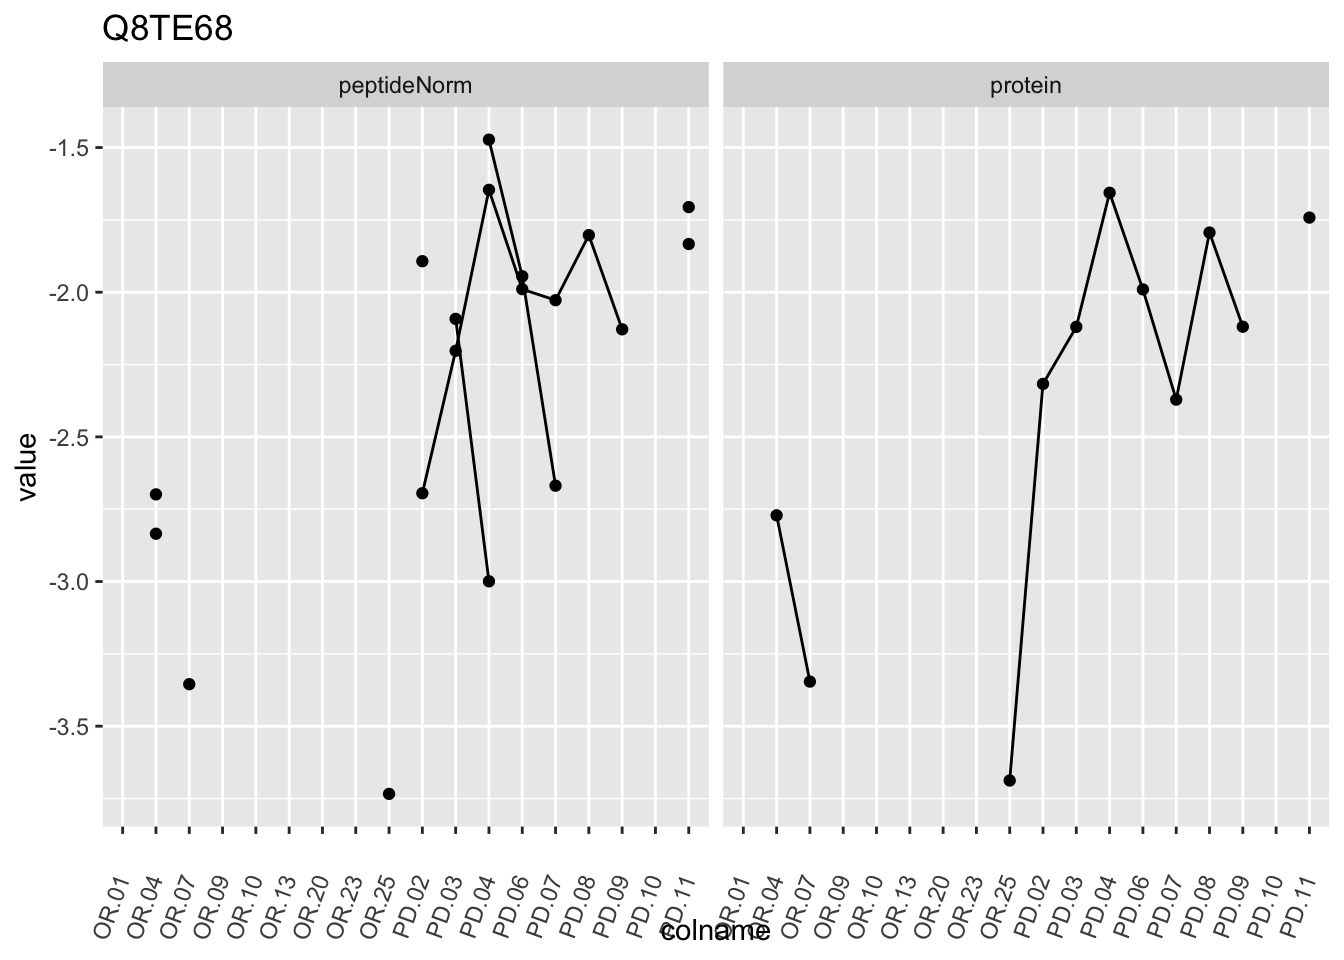 Q8TE68
peptideNorm protein
value
-1.5
-2.0
-2.5
-3.0
-3.5
OR.01 OR.04 OR.07 OR.09 OR.10 OR.13 OR.20 OR.23 OR.25 PD.02 PD.03 PD.04 PD.06 PD.07 PD.08 PD.09 PD.10 PD.11 OR.01 OR.04 OR.07 OR.09 OR.10 OR.13 OR.20 OR.23 OR.25 PD.02 PD.03 PD.04 PD.06 PD.07 PD.08 PD.09 PD.10 PD.11
colname